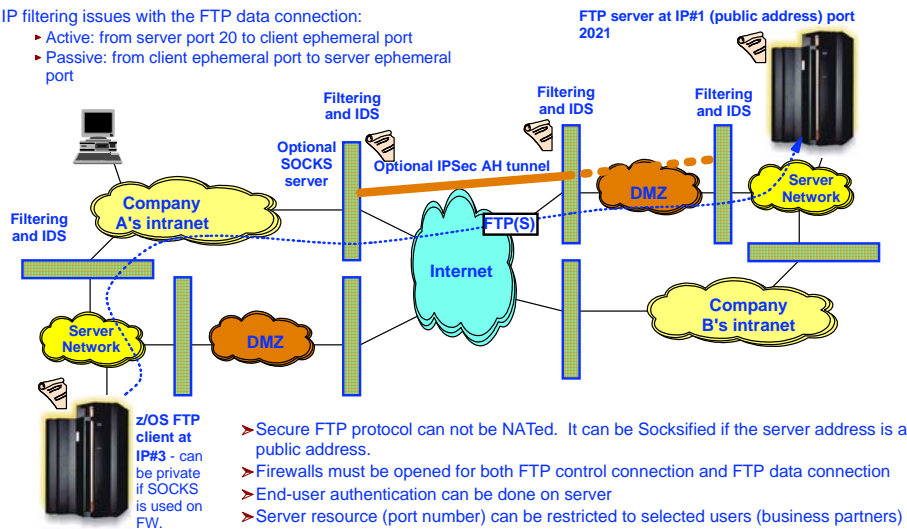 IP filtering issues with the FTP data connection:
Active: from server port 20 to client ephemeral port
Passive: from client ephemeral port to server ephemeral
port
FTP server at IP#1 (public address) port
2021
Filtering
and IDS
Filtering
and IDS
Filtering
and IDS
Optional
SOCKS
server
Optional IPSec AH tunnel
Company
A's intranet
DMZ
Server
Network
Filtering
and IDS
FTP(S)
Internet
Server
Network
DMZ
Company
B's intranet
z/OS FTP
client at
IP#3 - can
be private
if SOCKS
is used on
FW.
Secure FTP protocol can not be NATed. It can be Socksified if the server address is a
public address.
Firewalls must be opened for both FTP control connection and FTP data connection
End-user authentication can be done on server
Server resource (port number) can be restricted to selected users (business partners)